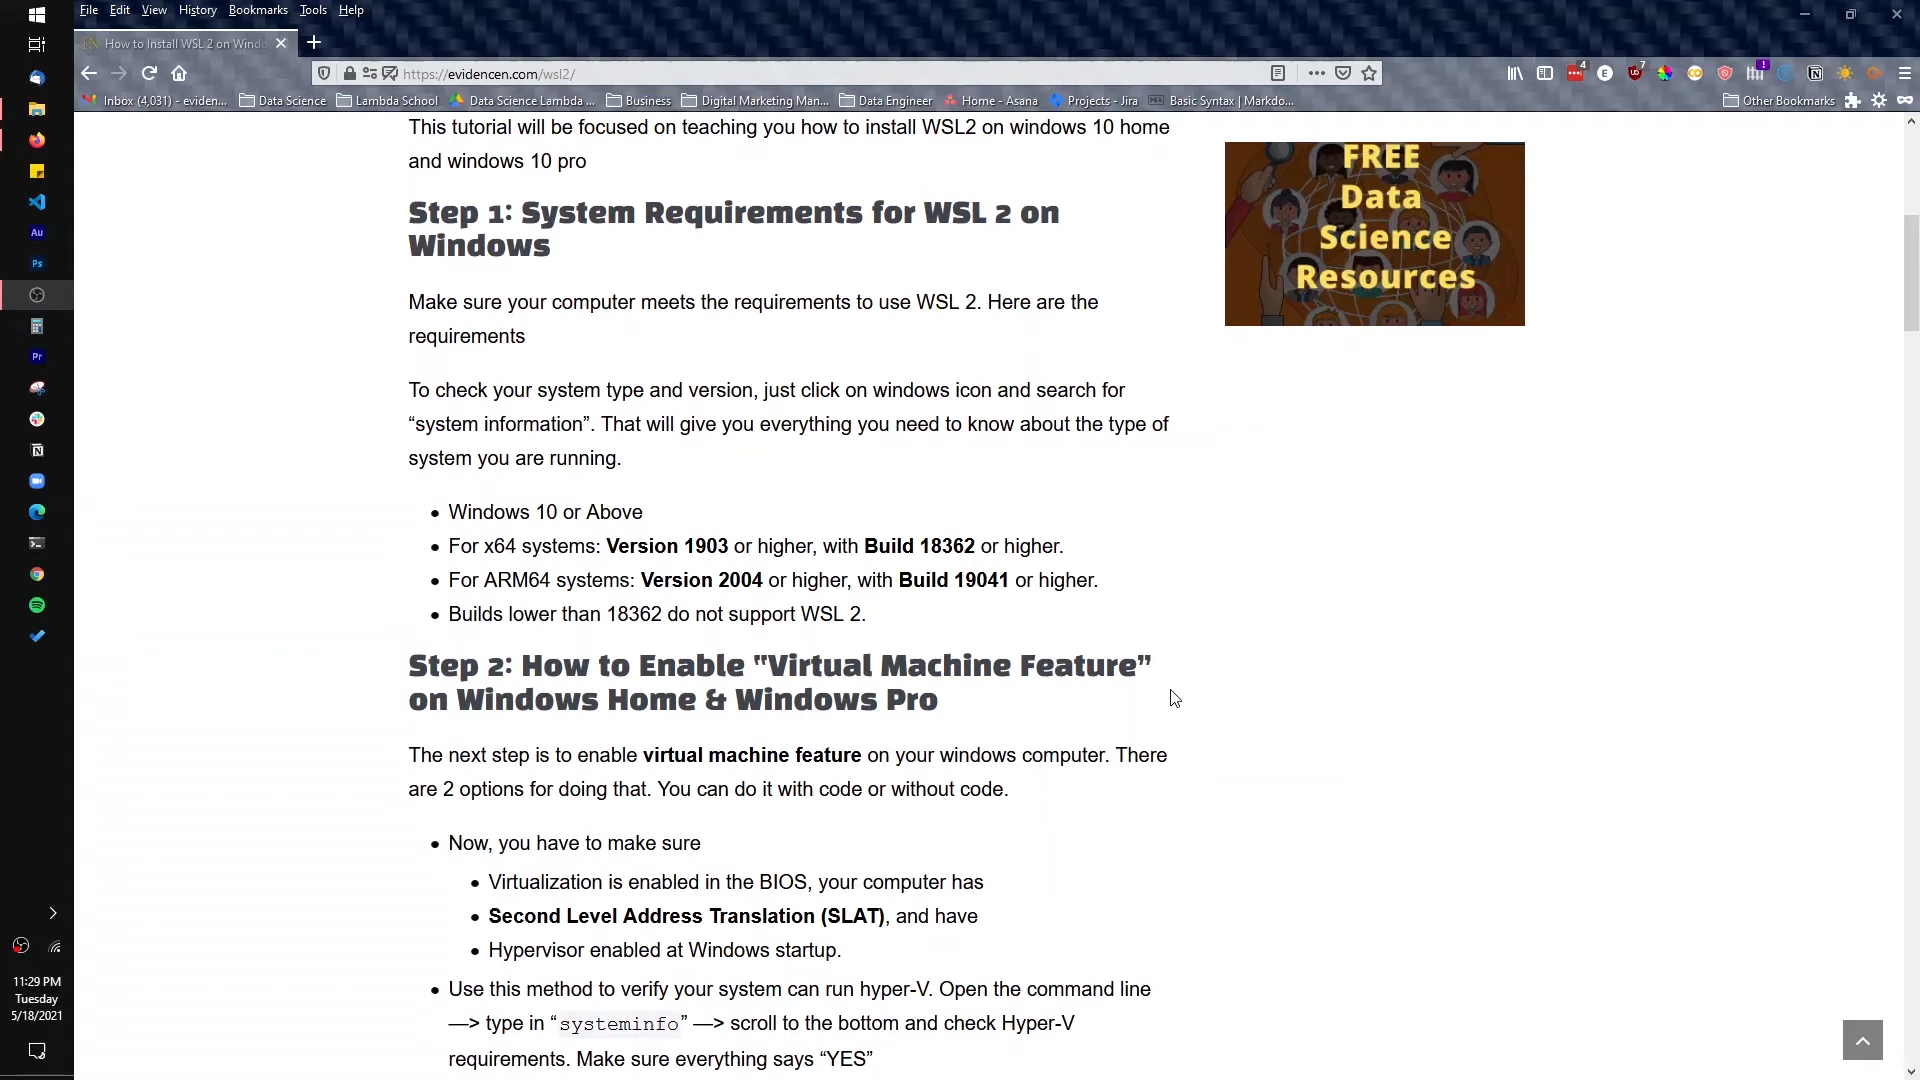 File Edit View History Bookmarks Tools Help
How to Install WSL 2 on Windo
https://evidencen.com/wsl2/
4
7
Inbox (4,031) - eviden... Data Science Lambda School Data Science Lambda ... Business Digital Marketing Man... Data Engineer Home - Asana Projects - Jira Basic Syntax | Markdo... Other Bookmarks
This tutorial will be focused on teaching you how to install WSL2 on windows 10 home
and windows 10 pro
FREE
Data
Science
Resources
Step 1: System Requirements for WSL 2 on
Windows
Make sure your computer meets the requirements to use WSL 2. Here are the
requirements
To check your system type and version, just click on windows icon and search for
“system information”. That will give you everything you need to know about the type of
system you are running.
• Windows 10 or Above
• For x64 systems: Version 1903 or higher, with Build 18362 or higher.
• For ARM64 systems: Version 2004 or higher, with Build 19041 or higher.
• Builds lower than 18362 do not support WSL 2.
Step 2: How to Enable “Virtual Machine Feature”
on Windows Home & Windows Pro
The next step is to enable virtual machine feature on your windows computer. There
are 2 options for doing that. You can do it with code or without code.
• Now, you have to make sure
• Virtualization is enabled in the BIOS, your computer has
• Second Level Address Translation (SLAT), and have
• Hypervisor enabled at Windows startup.
• Use this method to verify your system can run hyper-V. Open the command line
—> type in “systeminfo” —> scroll to the bottom and check Hyper-V
requirements. Make sure everything says “YES”
Au
Ps
Pr
11:29 PM
Tuesday
5/18/2021